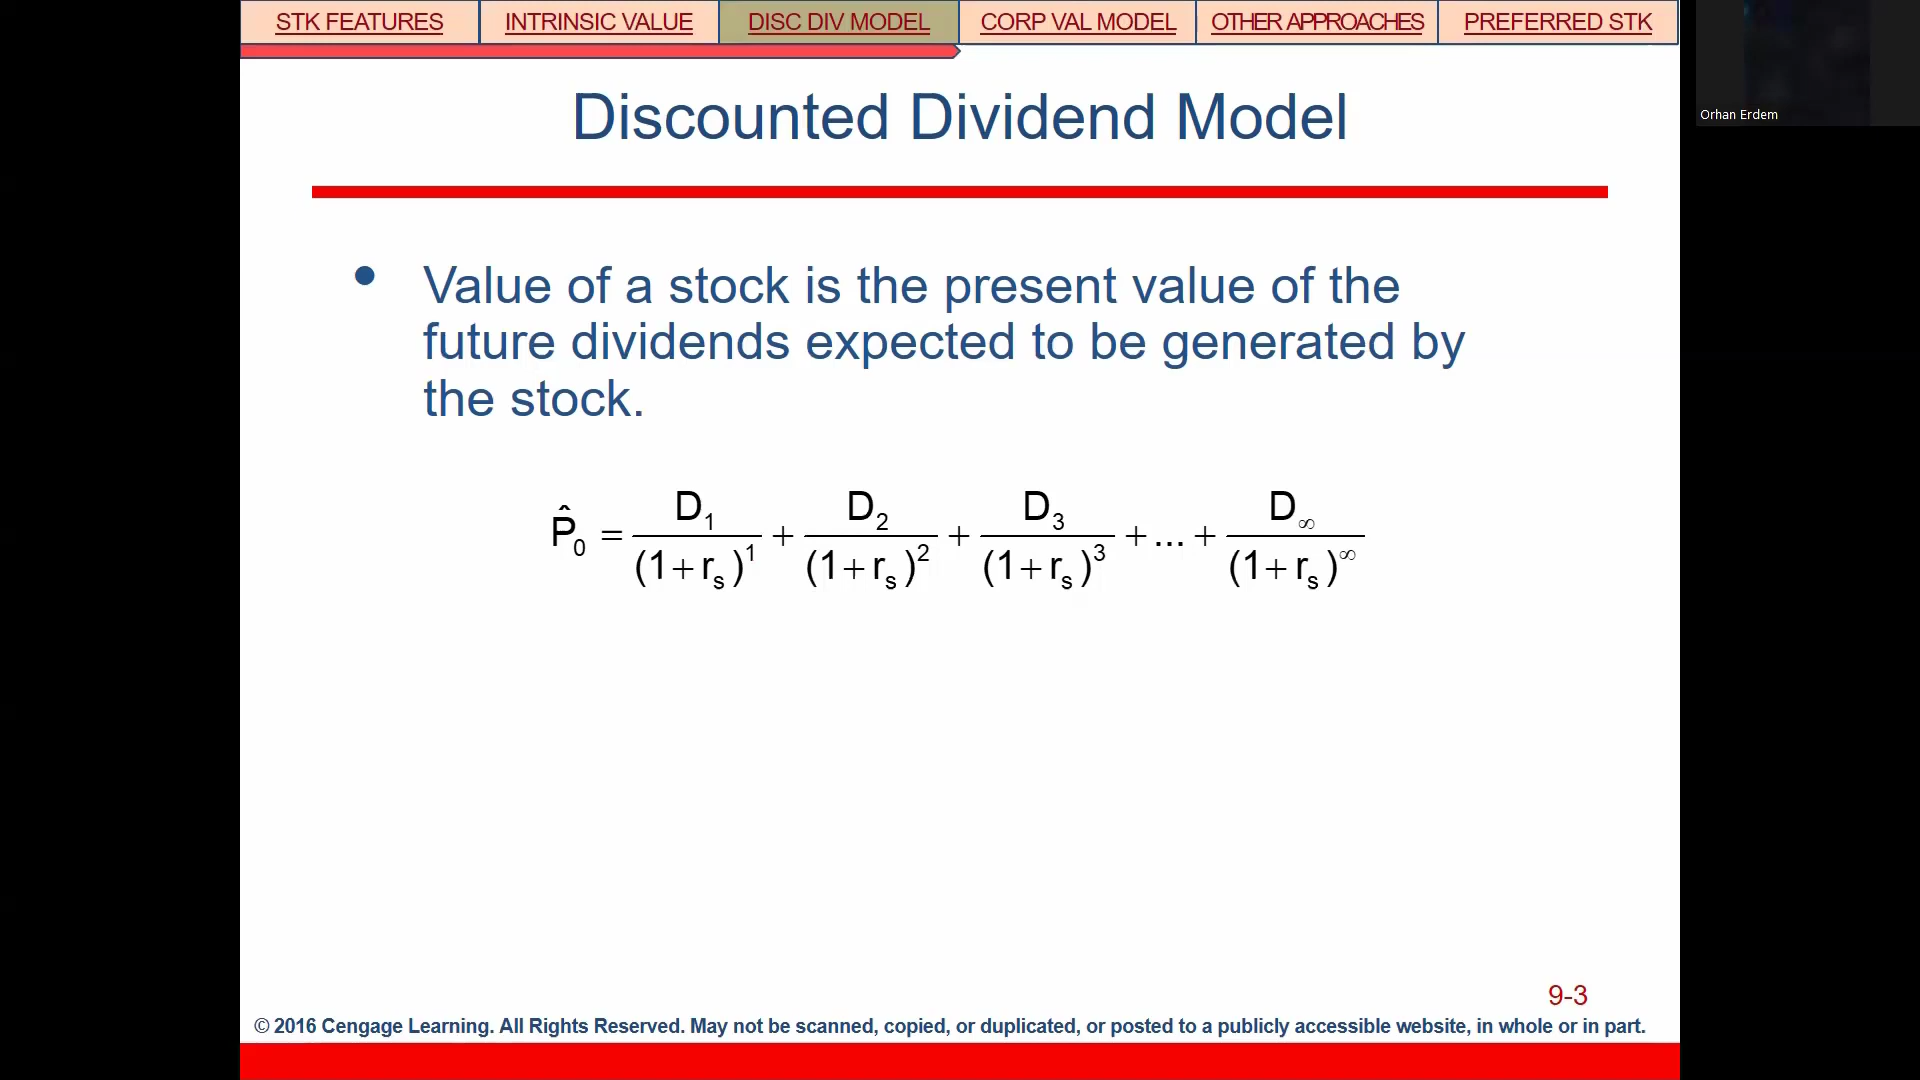 STK FEATURES INTRINSIC VALUE DISC DIV MODEL CORP VAL MODEL OTHER APPROACHES PREFERRED STK
Orhan Erdem
Discounted Dividend Model
• Value of a stock is the present value of the
future dividends expected to be generated by
the stock.
P̂₀ = D₁/(1+rₛ)¹ + D₂/(1+rₛ)² + D₃/(1+rₛ)³ +...+ D∞/(1+rₛ)^∞
9-3
© 2016 Cengage Learning. All Rights Reserved. May not be scanned, copied, or duplicated, or posted to a publicly accessible website, in whole or in part.